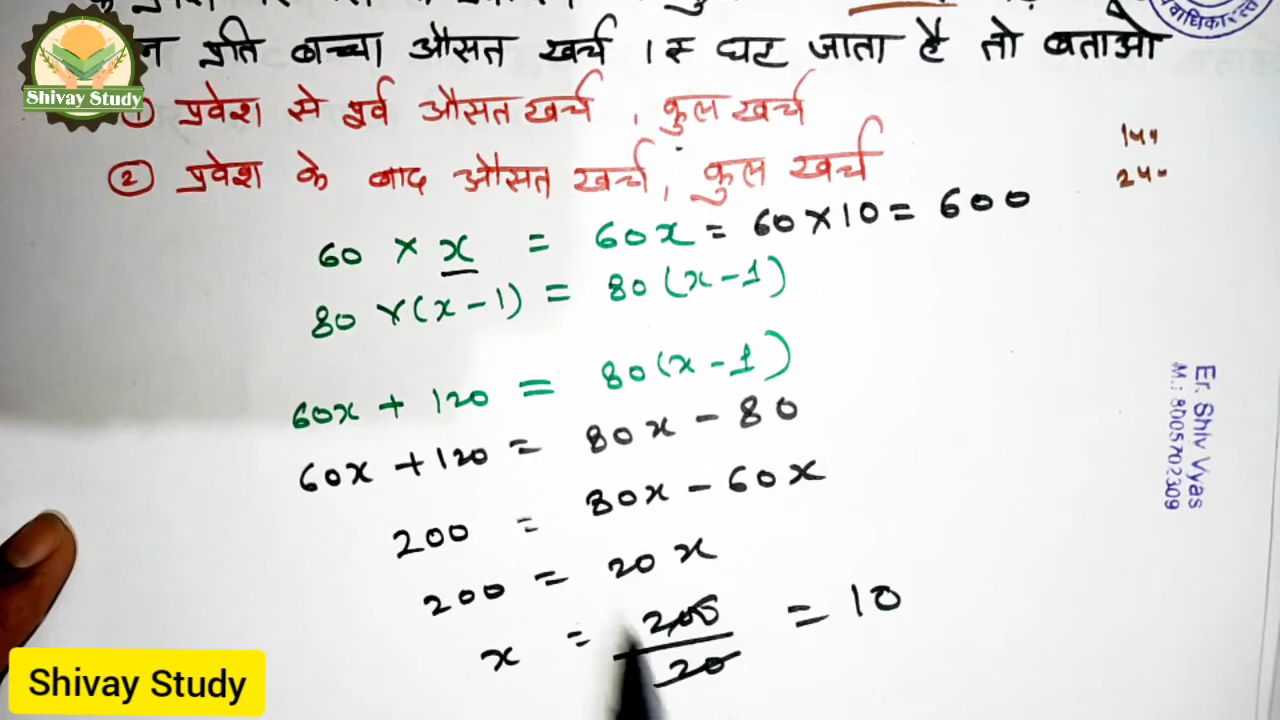 प्रति बच्चा औसत खर्च 1₹ घट जाता है तो बताओ
Shivay Study
① प्रवेश से पूर्व औसत खर्च , कुल खर्च
② प्रवेश के बाद औसत खर्च, कुल खर्च
60 × x = 60x = 60×10 = 600
80 ×(x-1) = 80(x-1)
60x + 120 = 80(x-1)
60x +120 = 80x - 80
200 = 80x - 60x
200 = 20x
x = 200/20 = 10
Er. Shiv Vyas
M.: 8005702309
Shivay Study